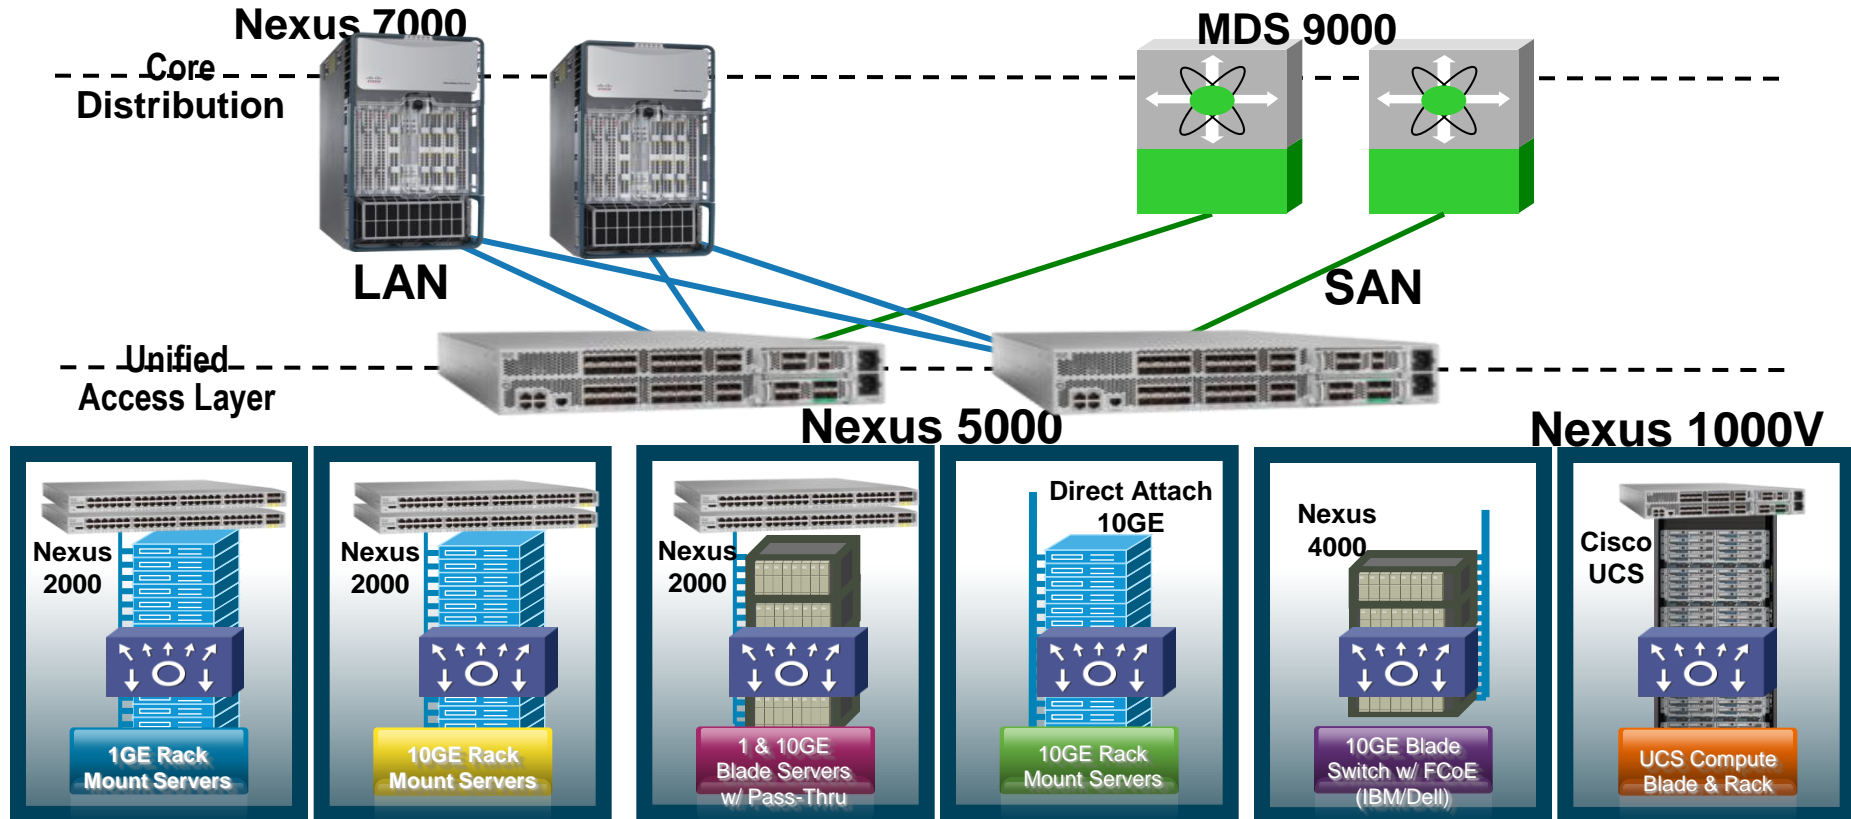 Nexus 7000
MDS 9000
Core
Distribution
LAN
SAN
Unified
Access Layer
Nexus 5000
Nexus 1000V
Nexus
2000
1GE Rack
Mount Servers
Nexus
2000
10GE Rack
Mount Servers
Nexus
2000
1 & 10GE
Blade Servers
w/ Pass-Thru
Direct Attach
10GE
10GE Rack
Mount Servers
Nexus
4000
10GE Blade
Switch w/ FCoE
(IBM/Dell)
Cisco
UCS
UCS Compute
Blade & Rack